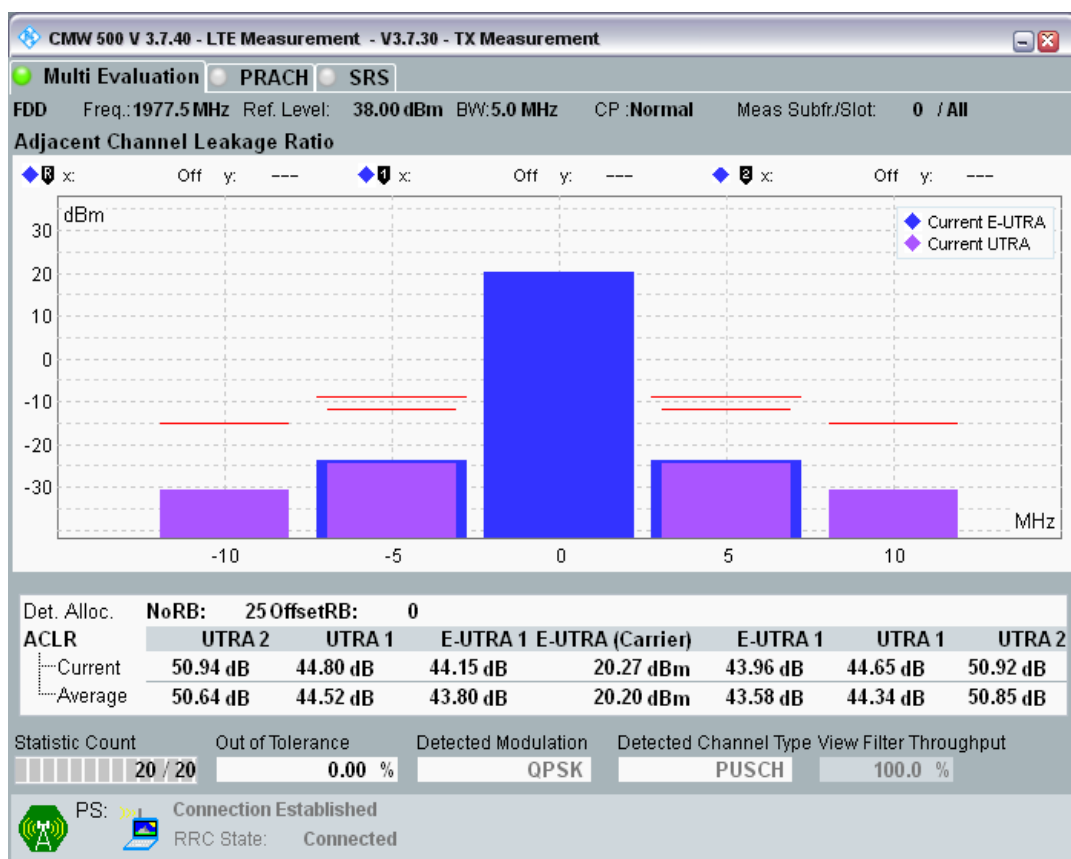 CMW 500 V 3.7.40 - LTE Measurement - V3.7.30 - TX Measurement
Multi Evaluation PRACH SRS
FDD Freq.: 1977.5 MHz Ref. Level: 38.00 dBm BW: 5.0 MHz CP : Normal Meas Subfr./Slot: 0 / All
Adjacent Channel Leakage Ratio
R x: Off y: --- 1 x: Off y: --- 2 x: Off y: ---
dBm
Current E-UTRA
Current UTRA
30
20
10
0
-10
-20
-30
MHz
-10 -5 0 5 10
Det. Alloc. NoRB: 25 OffsetRB: 0
ACLR UTRA 2 UTRA 1 E-UTRA 1 E-UTRA (Carrier) E-UTRA 1 UTRA 1 UTRA 2
Current 50.94 dB 44.80 dB 44.15 dB 20.27 dBm 43.96 dB 44.65 dB 50.92 dB
Average 50.64 dB 44.52 dB 43.80 dB 20.20 dBm 43.58 dB 44.34 dB 50.85 dB
Statistic Count Out of Tolerance Detected Modulation Detected Channel Type View Filter Throughput
20 / 20 0.00 % QPSK PUSCH 100.0 %
PS: Connection Established
RRC State: Connected